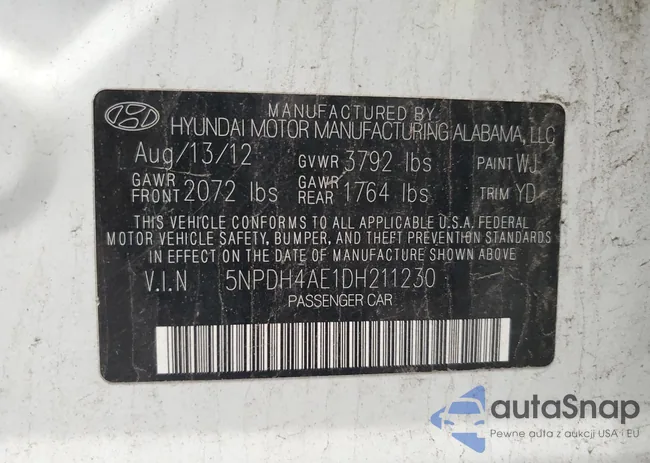 MANUFACTURED BY
HYUNDAI MOTOR MANUFACTURING ALABAMA, LLC
Aug/13/12 GVWR 3792 lbs PAINT WJ
GAWR FRONT 2072 lbs GAWR REAR 1764 lbs TRIM YD
THIS VEHICLE CONFORMS TO ALL APPLICABLE U.S.A. FEDERAL
MOTOR VEHICLE SAFETY, BUMPER, AND THEFT PREVENTION STANDARDS
IN EFFECT ON THE DATE OF MANUFACTURE SHOWN ABOVE
V.I.N 5NPDH4AE1DH211230
PASSENGER CAR
autaSnap
Pewne auta z aukcji USA i EU